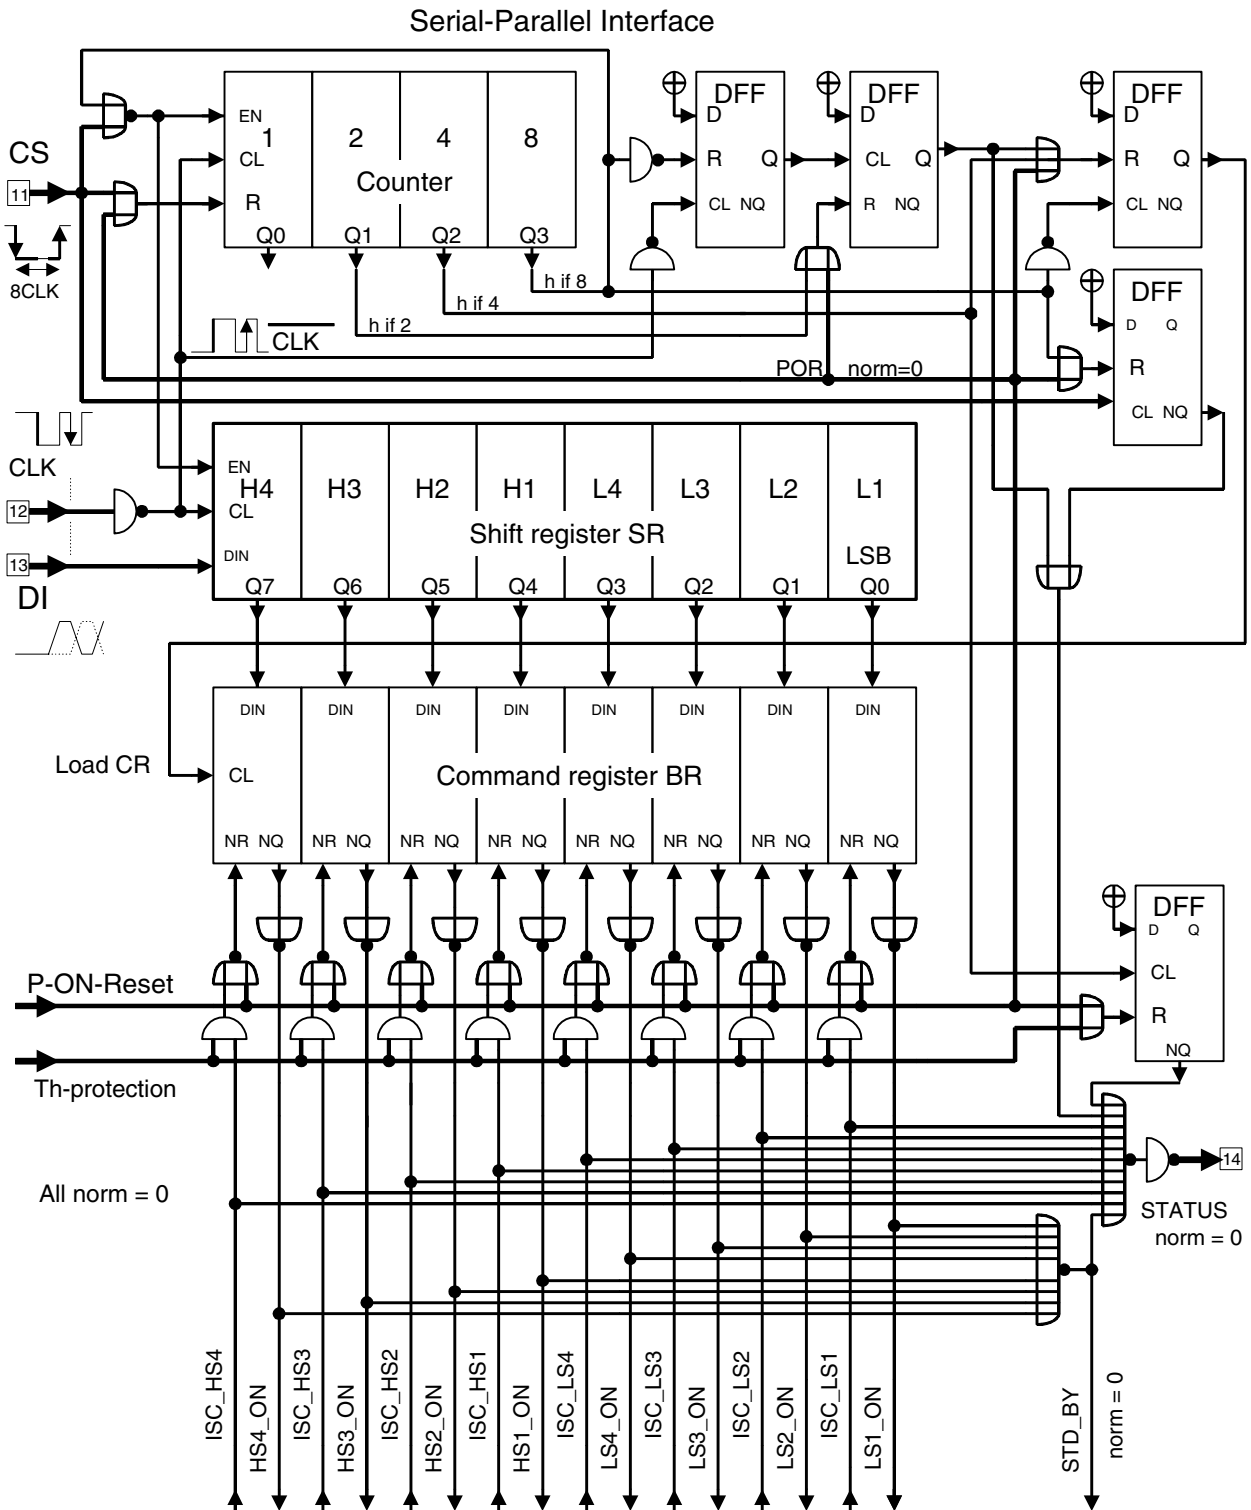 Serial-Parallel Interface
CS
11
8CLK
EN
1 2 4 8
CL
Counter
R
Q0 Q1 Q2 Q3
DFF
D
R Q
CL NQ
DFF
D
CL Q
R NQ
DFF
D
R Q
CL NQ
DFF
D Q
R
CL NQ
h if 8
h if 4
h if 2
CLK
POR norm=0
CLK
12
13
DI
EN
CL
DIN
H4 H3 H2 H1 L4 L3 L2 L1
Shift register SR
LSB
Q7 Q6 Q5 Q4 Q3 Q2 Q1 Q0
DIN DIN DIN DIN DIN DIN DIN DIN
Load CR
CL
Command register BR
NR NQ NR NQ NR NQ NR NQ NR NQ NR NQ NR NQ NR NQ
DFF
D Q
CL
R
NQ
P-ON-Reset
Th-protection
All norm = 0
14
STATUS
norm = 0
ISC_HS4
HS4_ON
ISC_HS3
HS3_ON
ISC_HS2
HS2_ON
ISC_HS1
HS1_ON
ISC_LS4
LS4_ON
ISC_LS3
LS3_ON
ISC_LS2
LS2_ON
ISC_LS1
LS1_ON
STD_BY
norm = 0